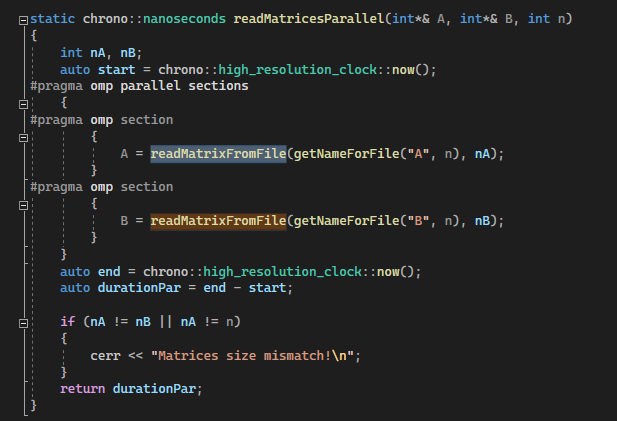 static chrono::nanoseconds readMatricesParallel(int*& A, int*& B, int n)
{
    int nA, nB;
    auto start = chrono::high_resolution_clock::now();
#pragma omp parallel sections
    {
#pragma omp section
        {
            A = readMatrixFromFile(getNameForFile("A", n), nA);
        }
#pragma omp section
        {
            B = readMatrixFromFile(getNameForFile("B", n), nB);
        }
    }
    auto end = chrono::high_resolution_clock::now();
    auto durationPar = end - start;

    if (nA != nB || nA != n)
    {
        cerr << "Matrices size mismatch!\n";
    }
    return durationPar;
}